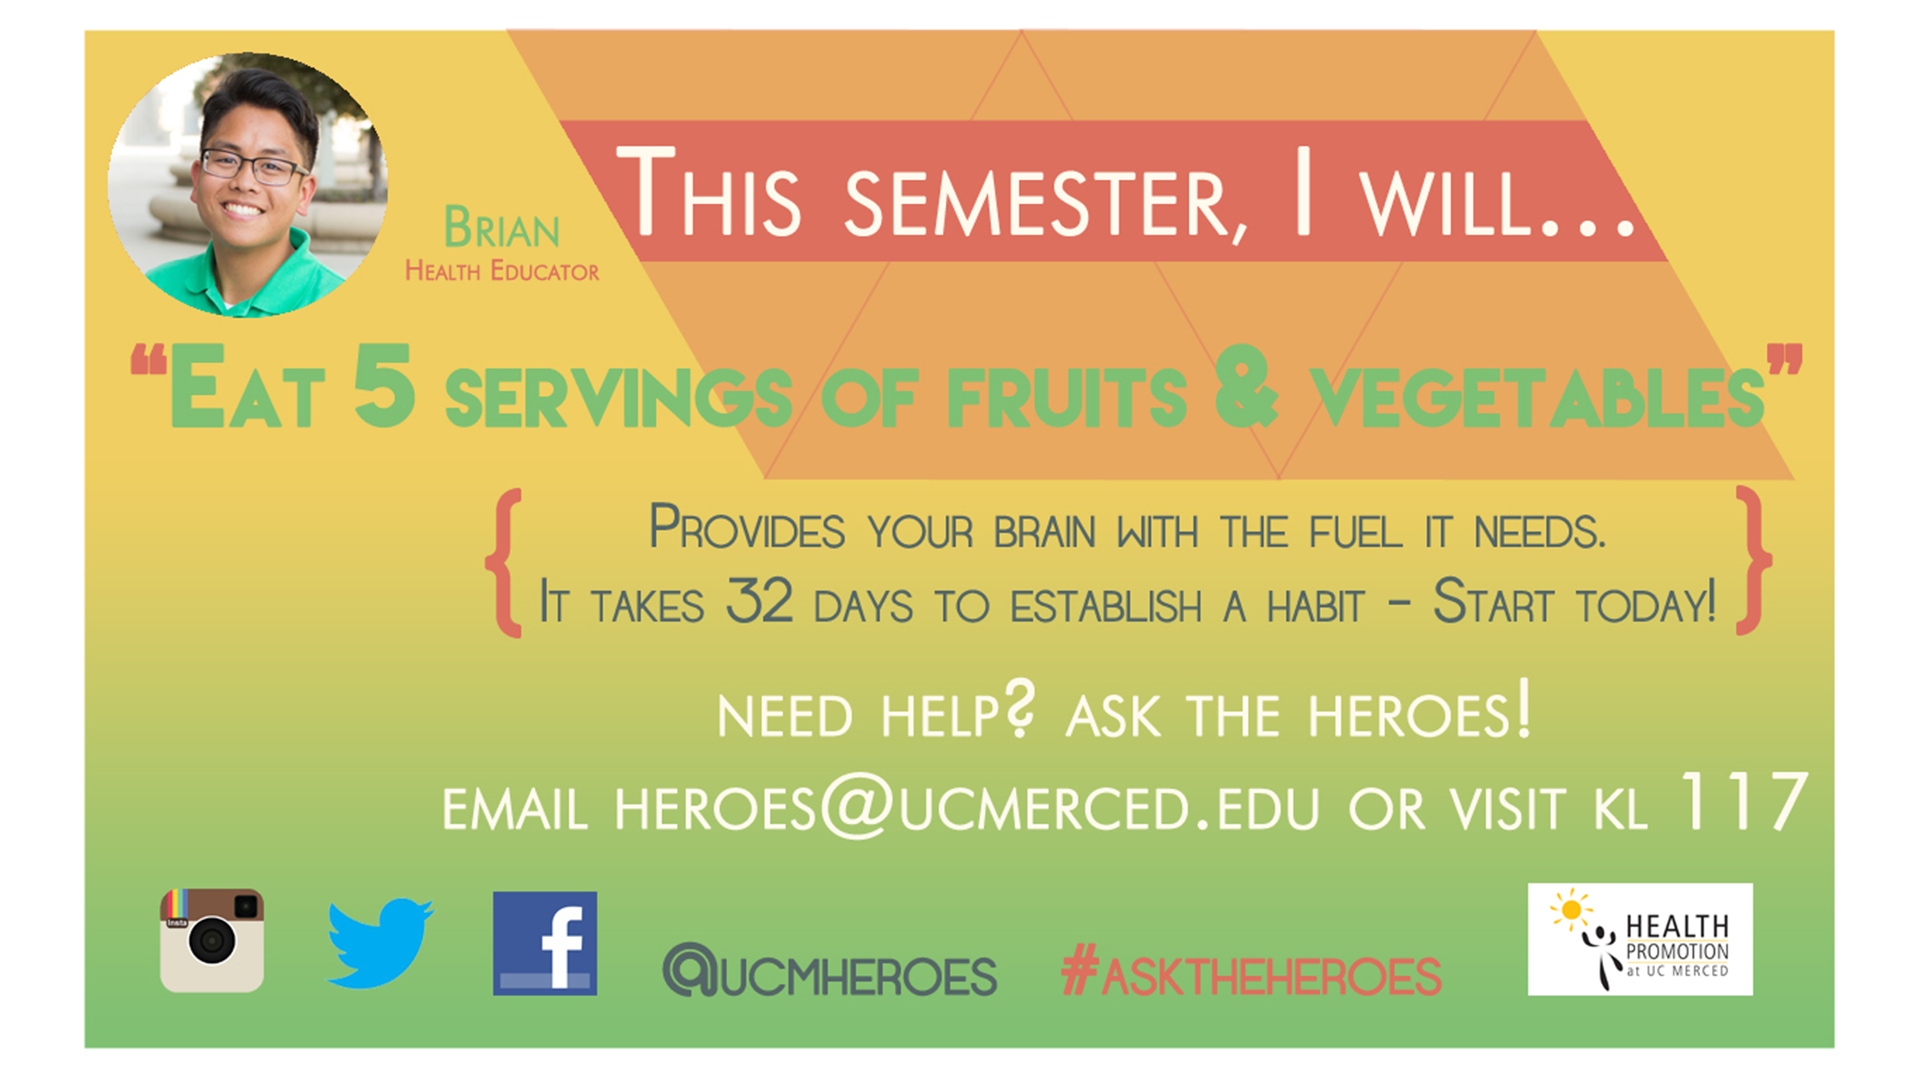 Brian
Health Educator
This semester, I will...
“Eat 5 servings of fruits & vegetables”
Provides your brain with the fuel it needs.
It takes 32 days to establish a habit - Start today!
need help? ask the heroes!
email heroes@ucmerced.edu or visit kl 117
Insta
@ucmheroes
#asktheheroes
HEALTH
PROMOTION
at UC MERCED